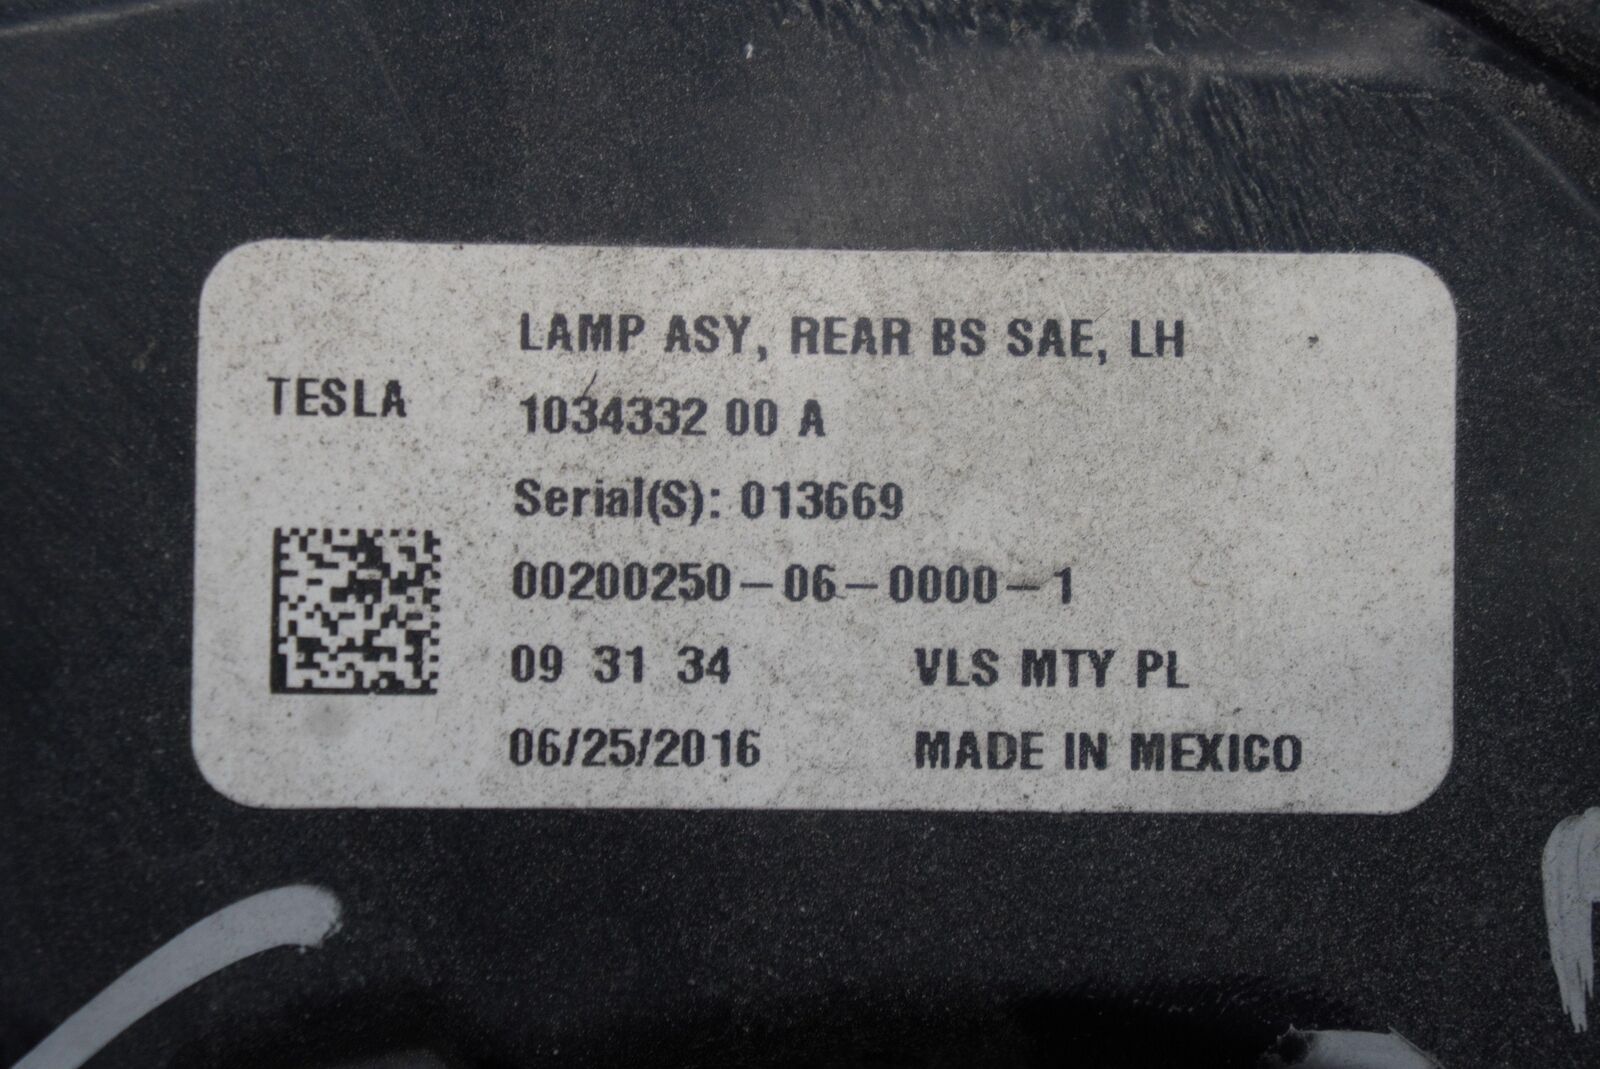 LAMP ASY, REAR BS SAE, LH
TESLA
1034332 00 A
Serial(S): 013669
00200250-06-0000-1
09 31 34 VLS MTY PL
06/25/2016 MADE IN MEXICO